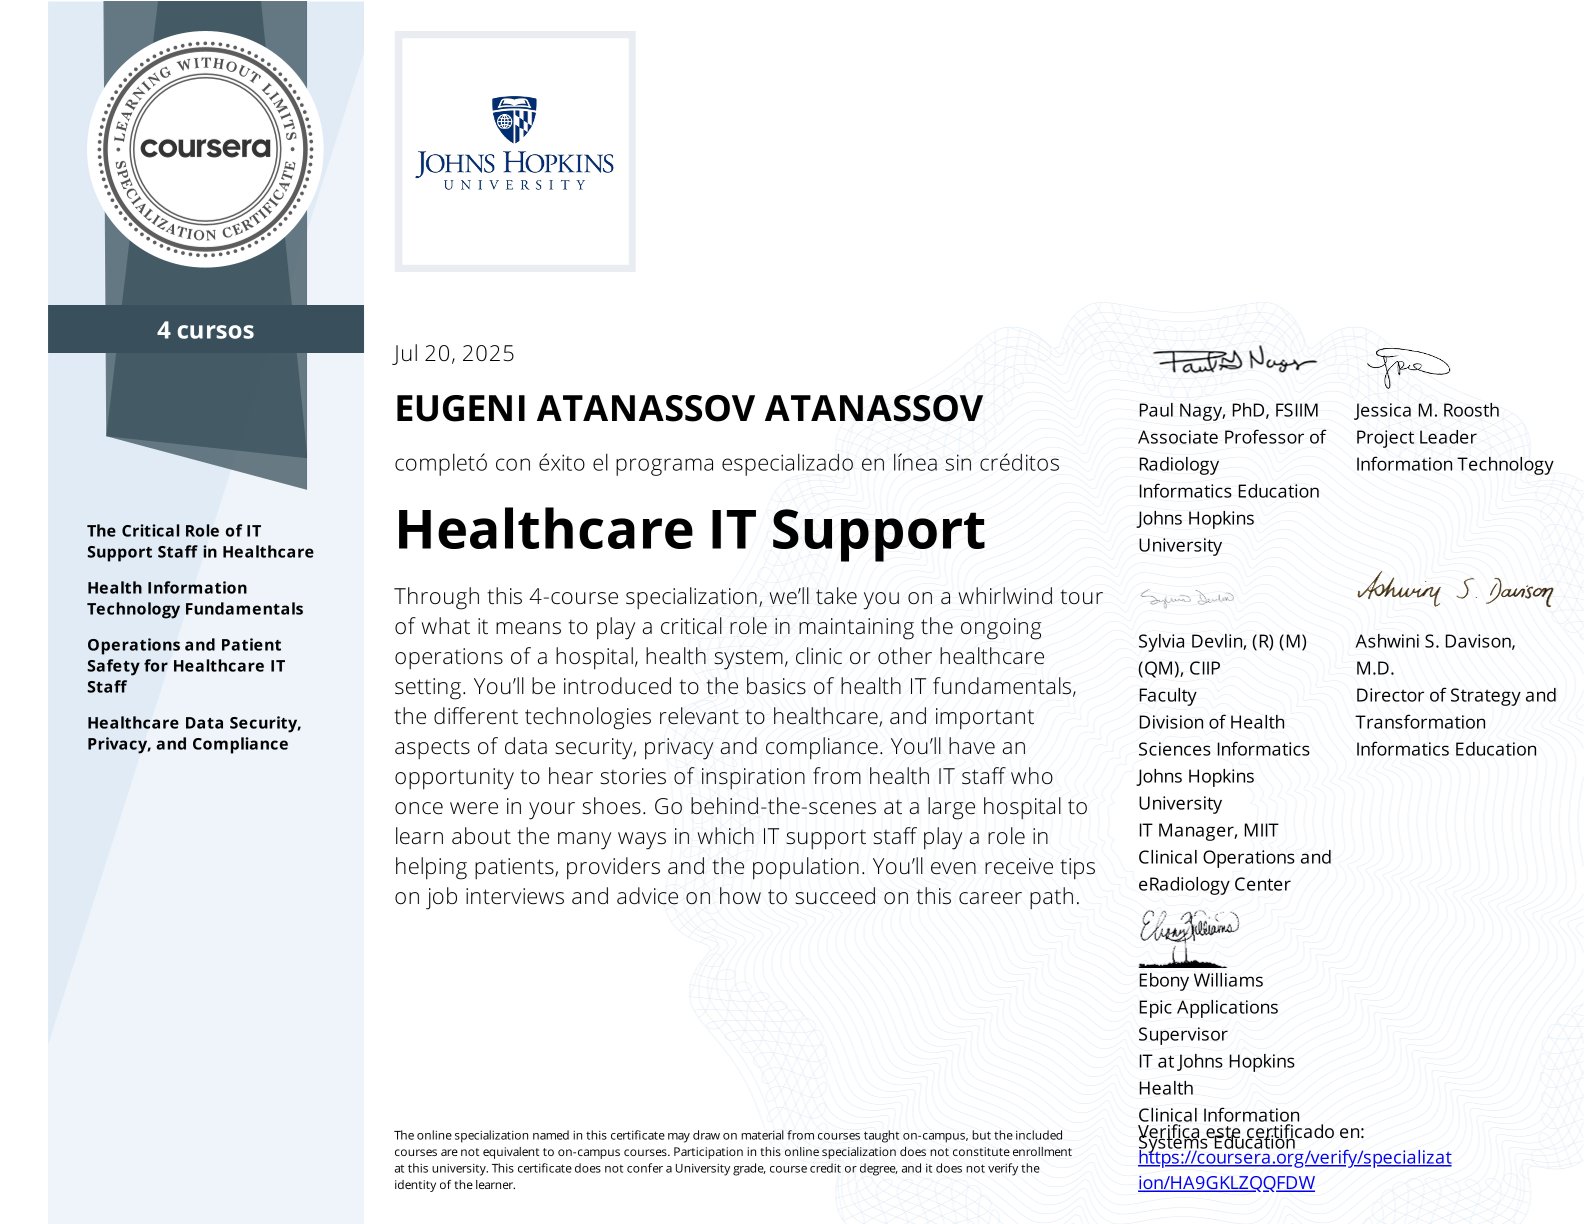 LEARNING WITHOUT LIMITS
coursera
SPECIALIZATION CERTIFICATE
4 cursos
The Critical Role of IT
Support Staff in Healthcare
Health Information
Technology Fundamentals
Operations and Patient
Safety for Healthcare IT
Staff
Healthcare Data Security,
Privacy, and Compliance
JOHNS HOPKINS
UNIVERSITY
Jul 20, 2025
EUGENI ATANASSOV ATANASSOV
completó con éxito el programa especializado en línea sin créditos
Healthcare IT Support
Through this 4-course specialization, we’ll take you on a whirlwind tour
of what it means to play a critical role in maintaining the ongoing
operations of a hospital, health system, clinic or other healthcare
setting. You’ll be introduced to the basics of health IT fundamentals,
the different technologies relevant to healthcare, and important
aspects of data security, privacy and compliance. You’ll have an
opportunity to hear stories of inspiration from health IT staff who
once were in your shoes. Go behind-the-scenes at a large hospital to
learn about the many ways in which IT support staff play a role in
helping patients, providers and the population. You’ll even receive tips
on job interviews and advice on how to succeed on this career path.
The online specialization named in this certificate may draw on material from courses taught on-campus, but the included
courses are not equivalent to on-campus courses. Participation in this online specialization does not constitute enrollment
at this university. This certificate does not confer a University grade, course credit or degree, and it does not verify the
identity of the learner.
Paul G Nagy
Paul Nagy, PhD, FSIIM
Associate Professor of
Radiology
Informatics Education
Johns Hopkins
University
Jessica M. Roosth
Project Leader
Information Technology
Sylvia Devlin
Sylvia Devlin, (R) (M)
(QM), CIIP
Faculty
Division of Health
Sciences Informatics
Johns Hopkins
University
IT Manager, MIIT
Clinical Operations and
eRadiology Center
Ashwini S. Davison
Ashwini S. Davison,
M.D.
Director of Strategy and
Transformation
Informatics Education
Ebony Williams
Ebony Williams
Epic Applications
Supervisor
IT at Johns Hopkins
Health
Clinical Information
Systems Education
Verifica este certificado en:
https://coursera.org/verify/specializat
ion/HA9GKLZQQFDW